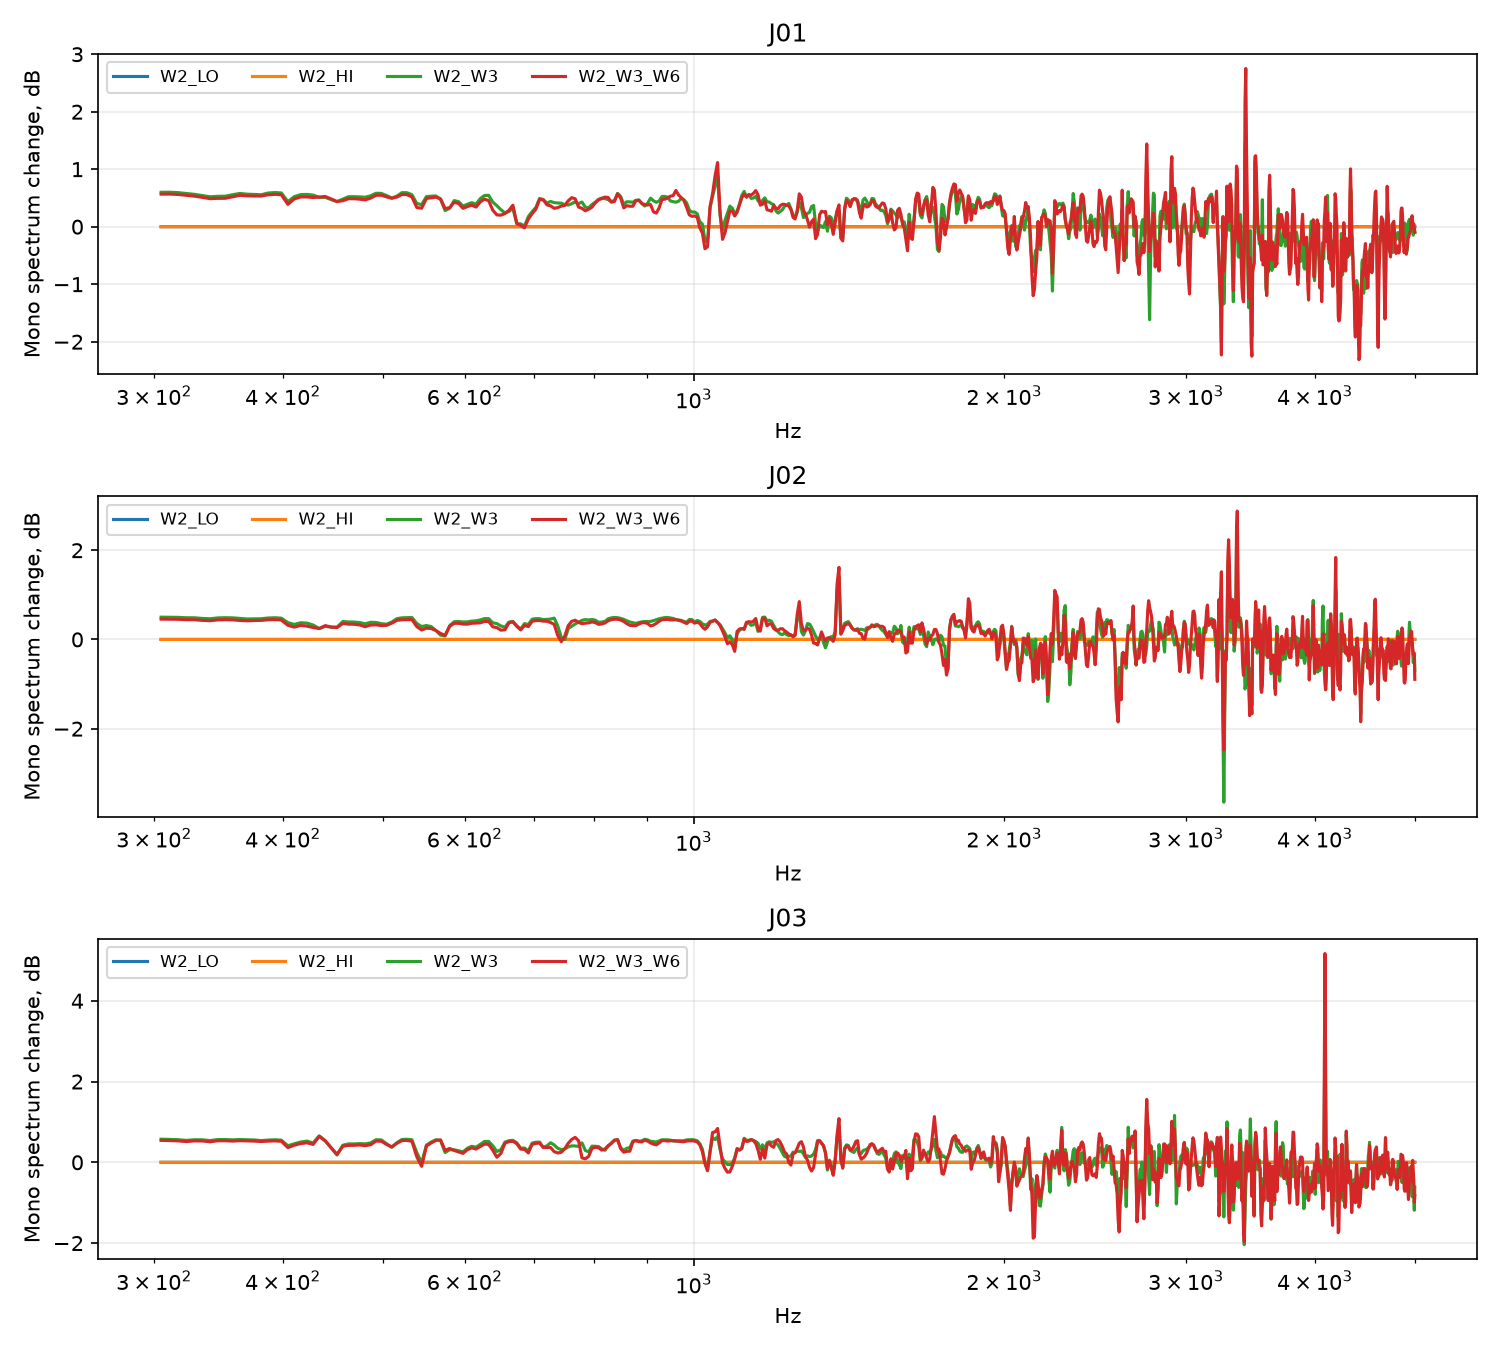 J01
Mono spectrum change, dB
W2_LO W2_HI W2_W3 W2_W3_W6
3
2
1
0
−1
−2
3 × 10² 4 × 10² 6 × 10² 10³ 2 × 10³ 3 × 10³ 4 × 10³
Hz
J02
Mono spectrum change, dB
W2_LO W2_HI W2_W3 W2_W3_W6
2
0
−2
3 × 10² 4 × 10² 6 × 10² 10³ 2 × 10³ 3 × 10³ 4 × 10³
Hz
J03
Mono spectrum change, dB
W2_LO W2_HI W2_W3 W2_W3_W6
4
2
0
−2
3 × 10² 4 × 10² 6 × 10² 10³ 2 × 10³ 3 × 10³ 4 × 10³
Hz